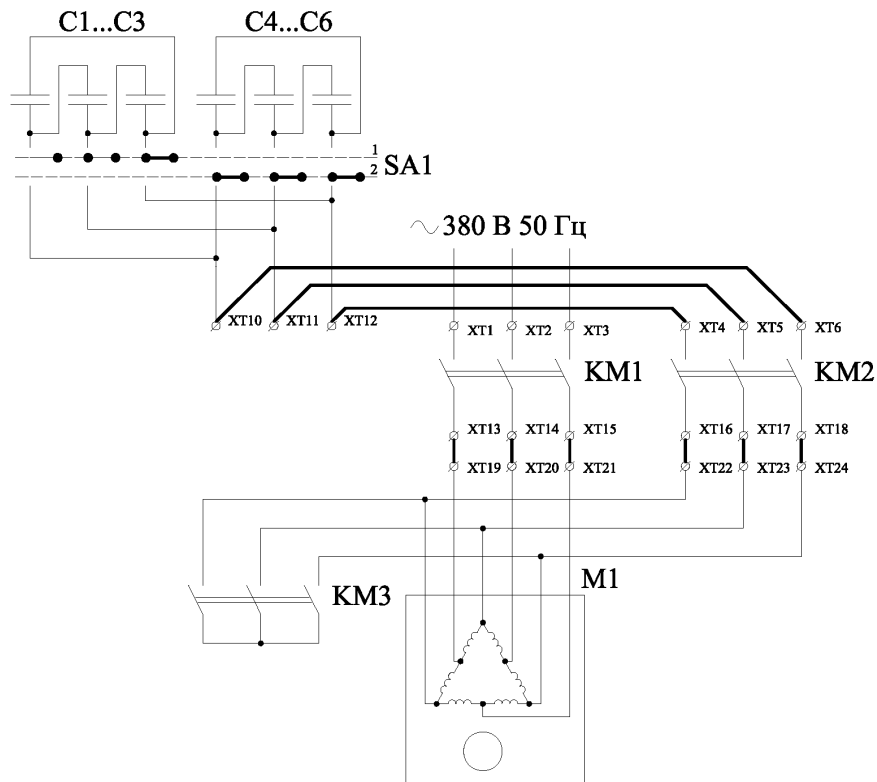 C1...C3 C4...C6
1
2
SA1
380 В 50 Гц
XT10 XT11 XT12 XT1 XT2 XT3 XT4 XT5 XT6
KM1 KM2
XT13 XT14 XT15 XT16 XT17 XT18
XT19 XT20 XT21 XT22 XT23 XT24
M1
KM3